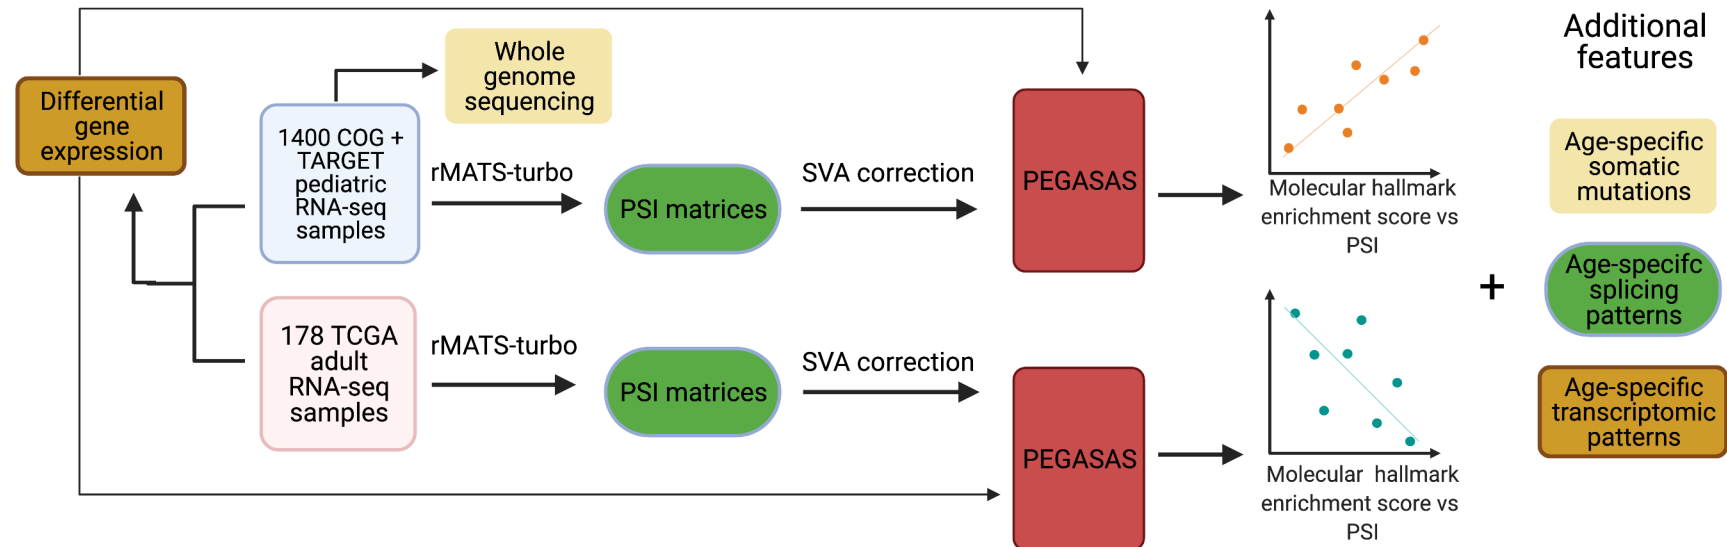 Differential
gene
expression
Whole
genome
sequencing
1400 COG +
TARGET
pediatric
RNA-seq
samples
rMATS-turbo
PSI matrices
SVA correction
PEGASAS
Molecular hallmark
enrichment score vs
PSI
178 TCGA
adult
RNA-seq
samples
rMATS-turbo
PSI matrices
SVA correction
PEGASAS
Molecular hallmark
enrichment score vs
PSI
+
Additional
features
Age-specific
somatic
mutations
Age-specifc
splicing
patterns
Age-specific
transcriptomic
patterns